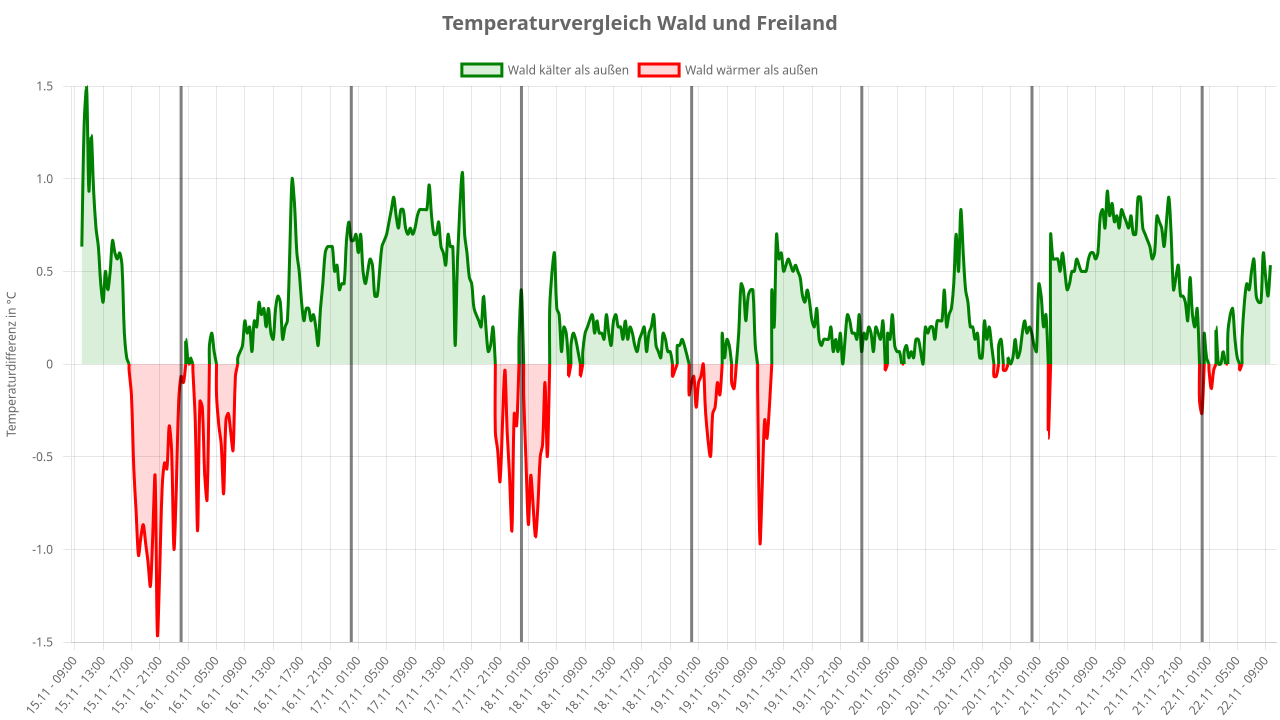 Temperaturvergleich Wald und Freiland
Wald kälter als außen
Wald wärmer als außen
Temperaturdifferenz in °C
1.5
1.0
0.5
0
-0.5
-1.0
-1.5
15.11 - 09:00
15.11 - 13:00
15.11 - 17:00
15.11 - 21:00
16.11 - 01:00
16.11 - 05:00
16.11 - 09:00
16.11 - 13:00
16.11 - 17:00
16.11 - 21:00
17.11 - 01:00
17.11 - 05:00
17.11 - 09:00
17.11 - 13:00
17.11 - 17:00
17.11 - 21:00
18.11 - 01:00
18.11 - 05:00
18.11 - 09:00
18.11 - 13:00
18.11 - 17:00
18.11 - 21:00
19.11 - 01:00
19.11 - 05:00
19.11 - 09:00
19.11 - 13:00
19.11 - 17:00
19.11 - 21:00
20.11 - 01:00
20.11 - 05:00
20.11 - 09:00
20.11 - 13:00
20.11 - 17:00
20.11 - 21:00
21.11 - 01:00
21.11 - 05:00
21.11 - 09:00
21.11 - 13:00
21.11 - 17:00
21.11 - 21:00
22.11 - 01:00
22.11 - 05:00
22.11 - 09:00